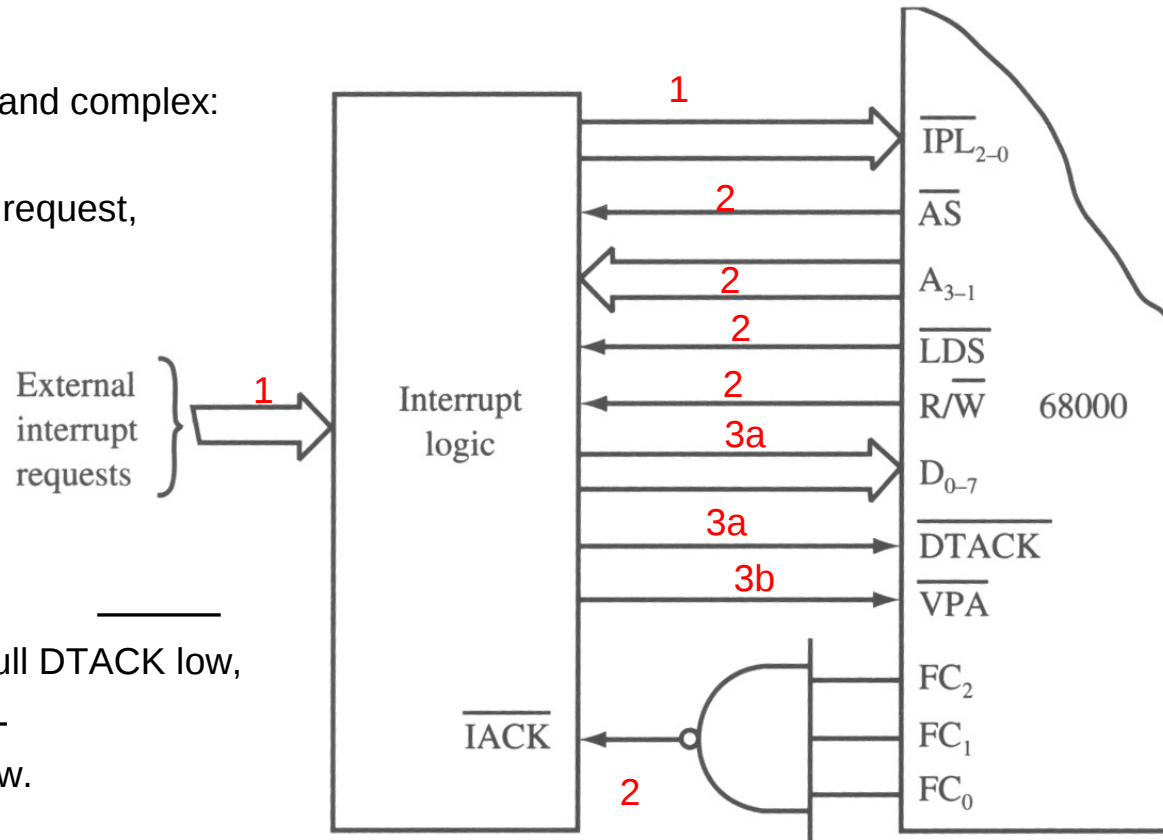 and complex:
request,
ull DTACK low,
w.
External
interrupt
requests
1
Interrupt
logic
IACK
1
2
2
2
2
3a
3a
3b
2
IPL2–0
AS
A3–1
LDS
R/W 68000
D0–7
DTACK
VPA
FC2
FC1
FC0